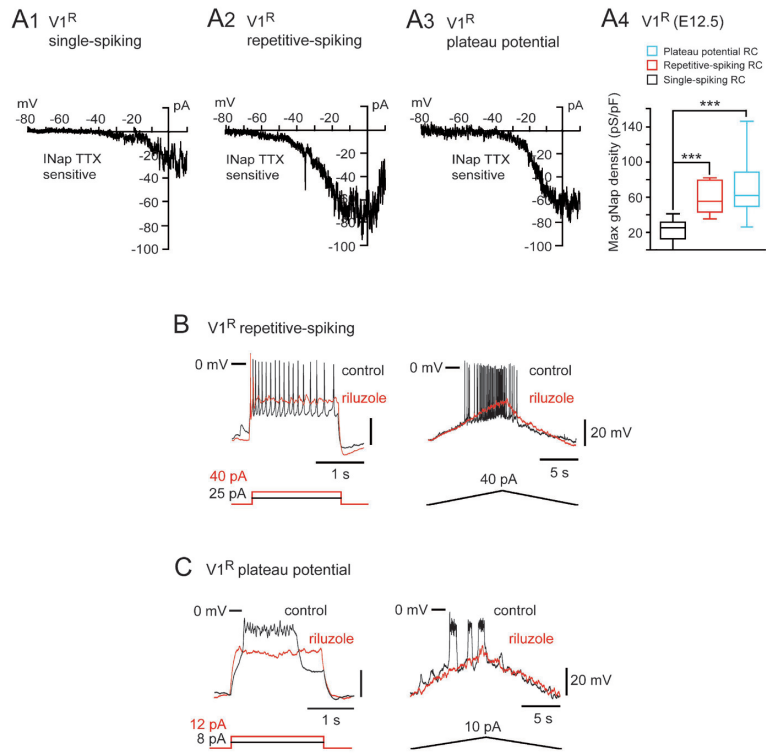 A1 V1R single-spiking
A2 V1R repetitive-spiking
A3 V1R plateau potential
A4 V1R (E12.5)
Plateau potential RC
Repetitive-spiking RC
Single-spiking RC
mV
pA
-80 -60 -40 -20
-20
-40
-60
-80
-100
INap TTX
sensitive
mV
pA
-80 -60 -40 -20
-20
-40
-60
-80
-100
INap TTX
sensitive
mV
pA
-80 -60 -40 -20
-20
-40
-60
-80
-100
INap TTX
sensitive
Max gNap density (pS/pF)
140
100
60
20
***
***
B V1R repetitive-spiking
0 mV
control
riluzole
1 s
40 pA
25 pA
0 mV
control
riluzole
20 mV
5 s
40 pA
C V1R plateau potential
0 mV
control
riluzole
1 s
12 pA
8 pA
0 mV
control
riluzole
20 mV
5 s
10 pA